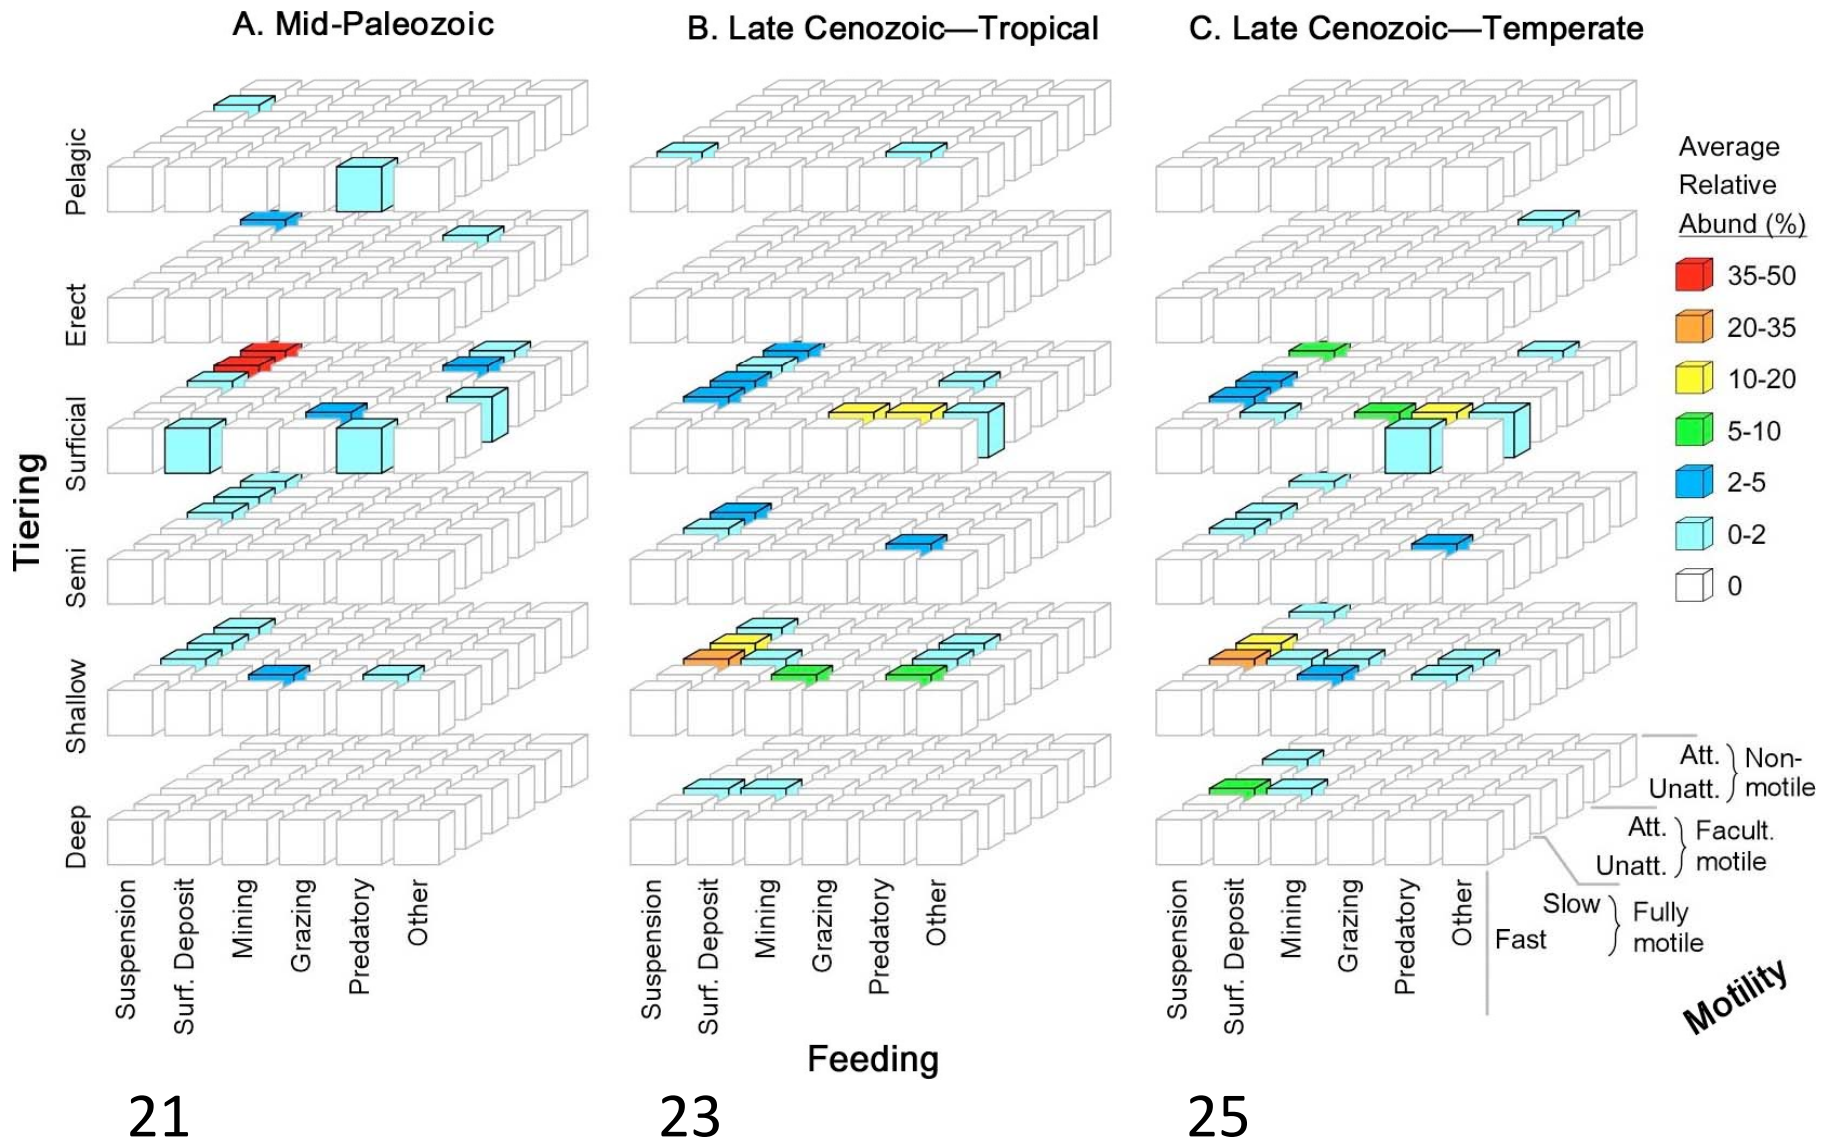 A. Mid-Paleozoic
B. Late Cenozoic—Tropical
C. Late Cenozoic—Temperate
Tiering
Pelagic
Erect
Surficial
Semi
Shallow
Deep
Average
Relative
Abund (%)
35-50
20-35
10-20
5-10
2-5
0-2
0
Att.
Unatt.
Non-
motile
Att.
Unatt.
Facult.
motile
Slow
Fast
Fully
motile
Motility
Suspension
Surf. Deposit
Mining
Grazing
Predatory
Other
Suspension
Surf. Deposit
Mining
Grazing
Predatory
Other
Suspension
Surf. Deposit
Mining
Grazing
Predatory
Other
Feeding
21
23
25